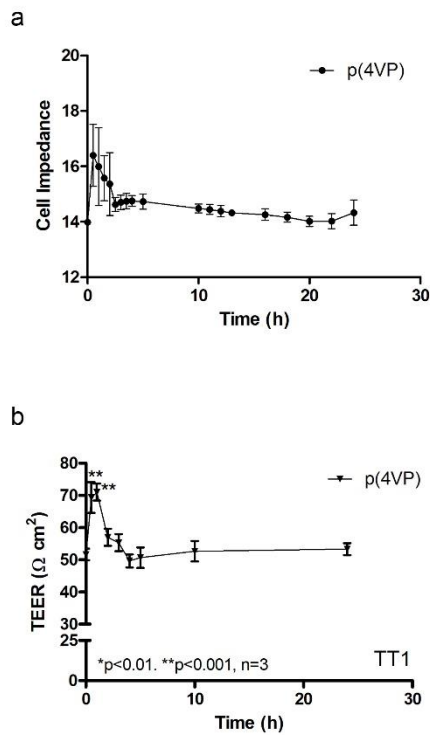 a
p(4VP)
20
18
16
14
12
Cell Impedance
0
10
20
30
Time (h)
b
p(4VP)
80
70
60
50
40
30
25
0
TEER (Ω cm²)
**
**
*p<0.01. **p<0.001, n=3
TT1
0
10
20
30
Time (h)